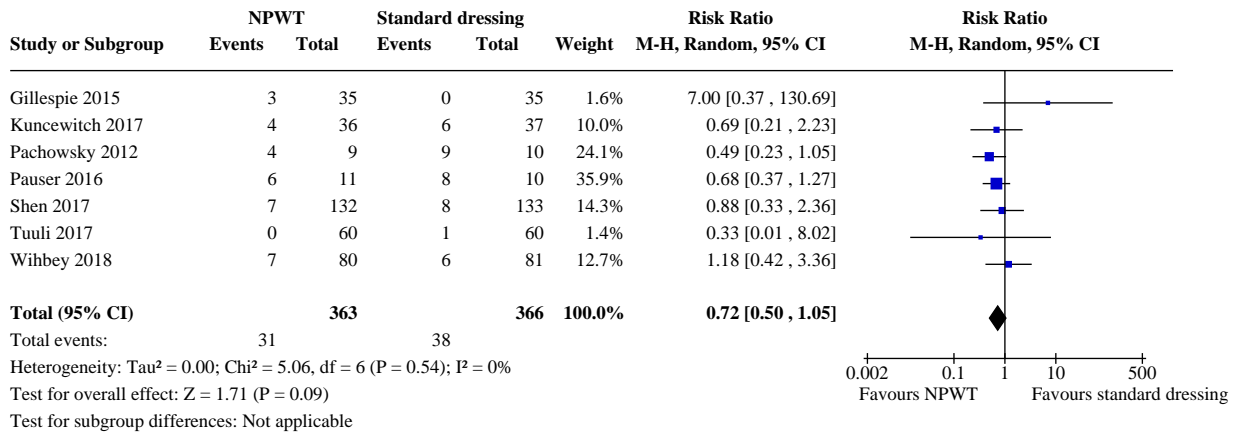 NPWT Standard dressing Risk Ratio Risk Ratio
Study or Subgroup Events Total Events Total Weight M-H, Random, 95% CI M-H, Random, 95% CI
Gillespie 2015 3 35 0 35 1.6% 7.00 [0.37 , 130.69]
Kuncewitch 2017 4 36 6 37 10.0% 0.69 [0.21 , 2.23]
Pachowsky 2012 4 9 9 10 24.1% 0.49 [0.23 , 1.05]
Pauser 2016 6 11 8 10 35.9% 0.68 [0.37 , 1.27]
Shen 2017 7 132 8 133 14.3% 0.88 [0.33 , 2.36]
Tuuli 2017 0 60 1 60 1.4% 0.33 [0.01 , 8.02]
Wihbey 2018 7 80 6 81 12.7% 1.18 [0.42 , 3.36]
Total (95% CI) 363 366 100.0% 0.72 [0.50 , 1.05]
Total events: 31 38
Heterogeneity: Tau² = 0.00; Chi² = 5.06, df = 6 (P = 0.54); I² = 0%
Test for overall effect: Z = 1.71 (P = 0.09)
Test for subgroup differences: Not applicable
0.002 0.1 1 10 500
Favours NPWT Favours standard dressing